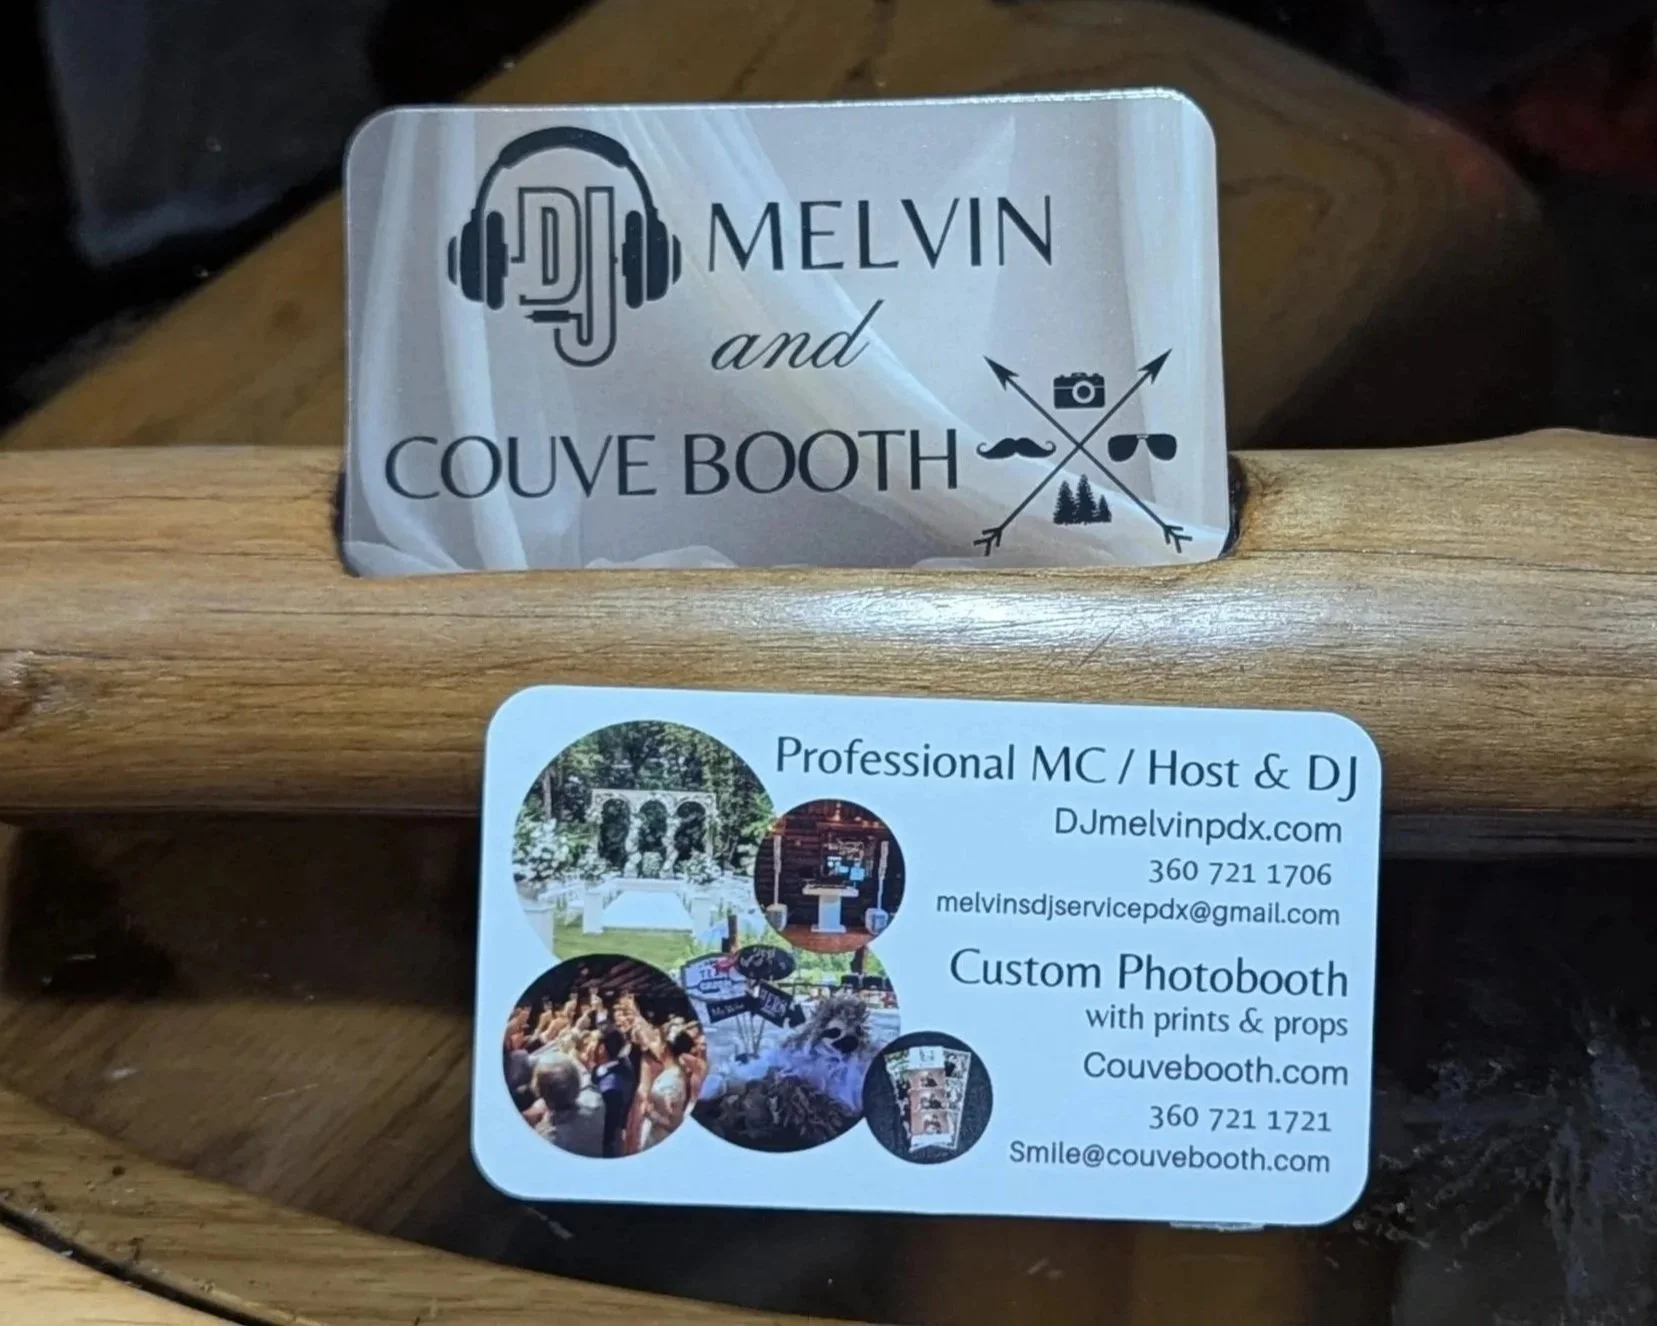 DJ MELVIN
and
COUVE BOOTH
Professional MC / Host & DJ
DJmelvinpdx.com
360 721 1706
melvinsdjservicepdx@gmail.com
Custom Photobooth
with prints & props
Couvebooth.com
360 721 1721
Smile@couvebooth.com